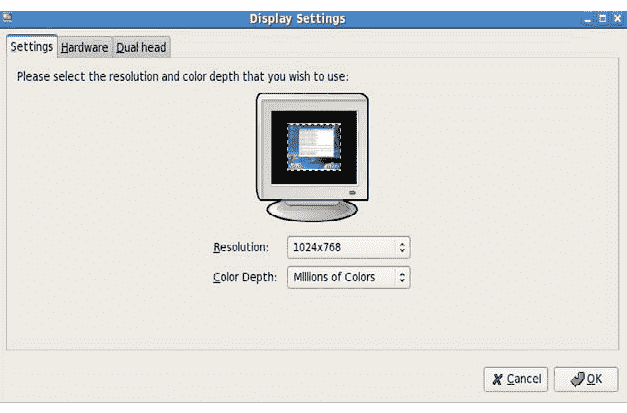 Display Settings
Settings Hardware Dual head
Please select the resolution and color depth that you wish to use:
Resolution: 1024x768
Color Depth: Millions of Colors
Cancel OK